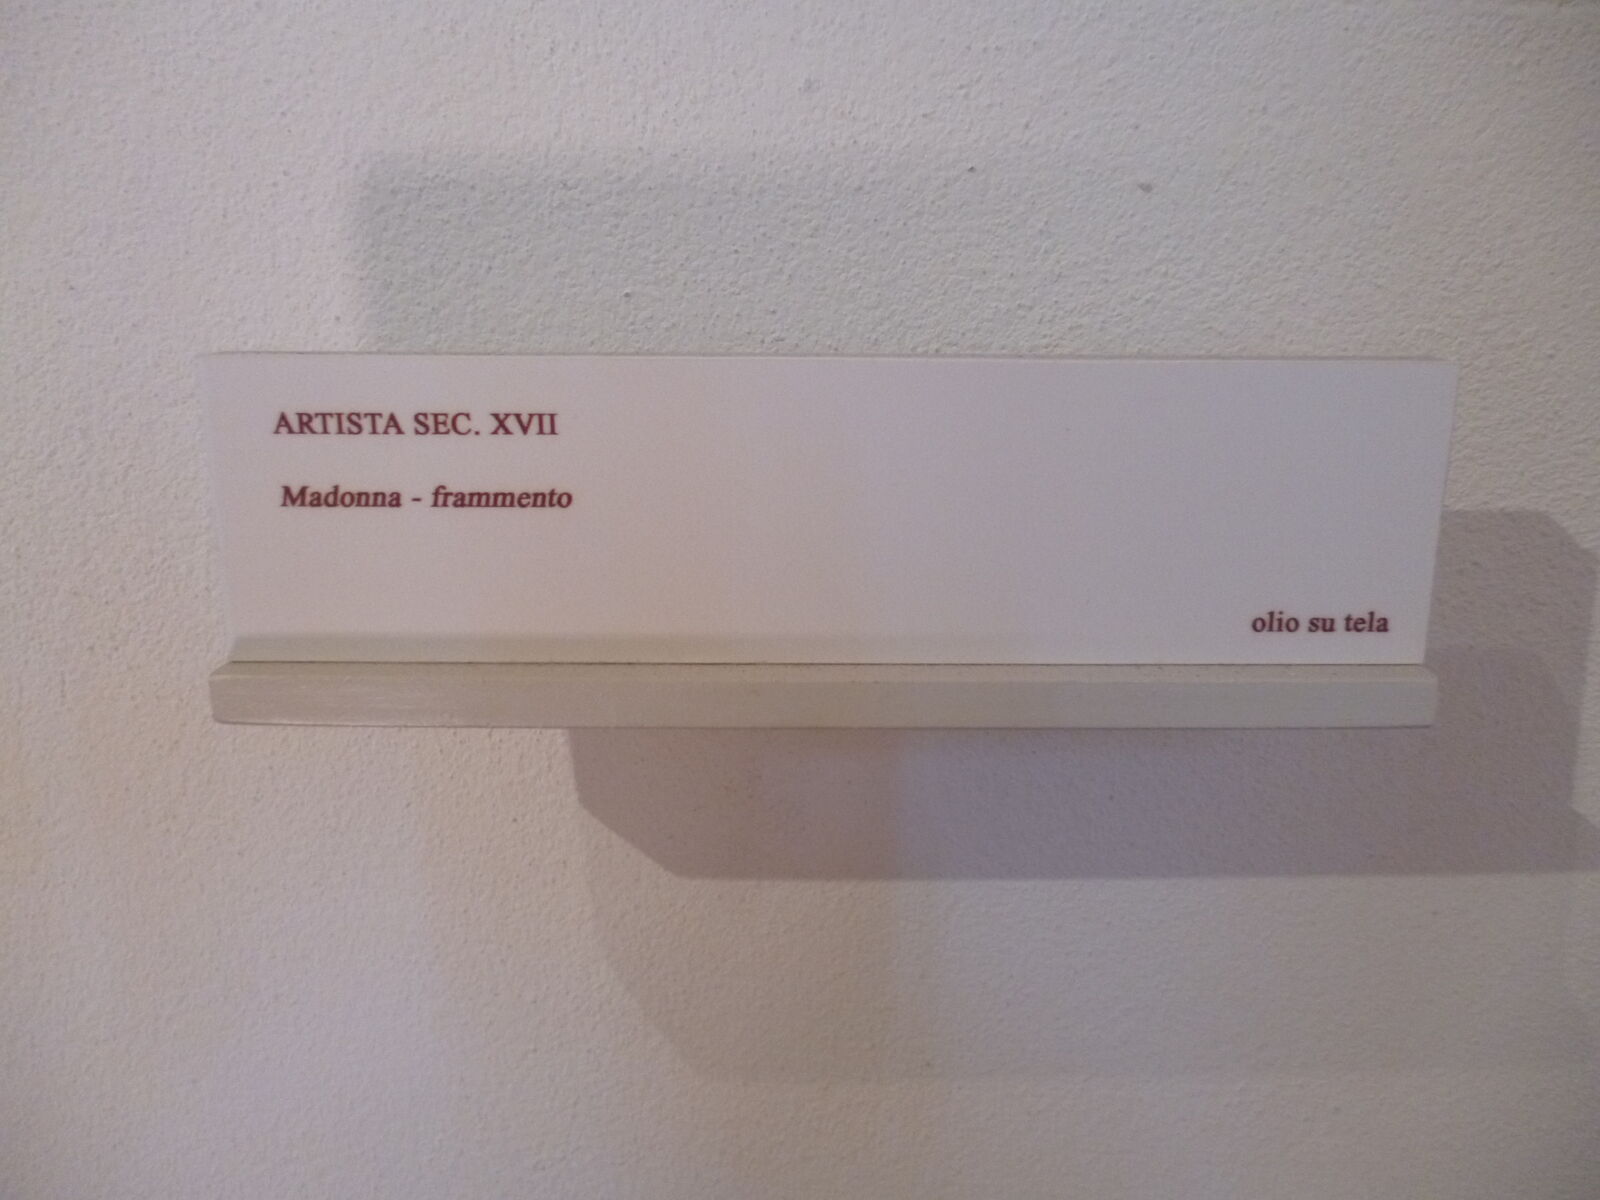 ARTISTA SEC. XVII
Madonna - frammento
olio su tela